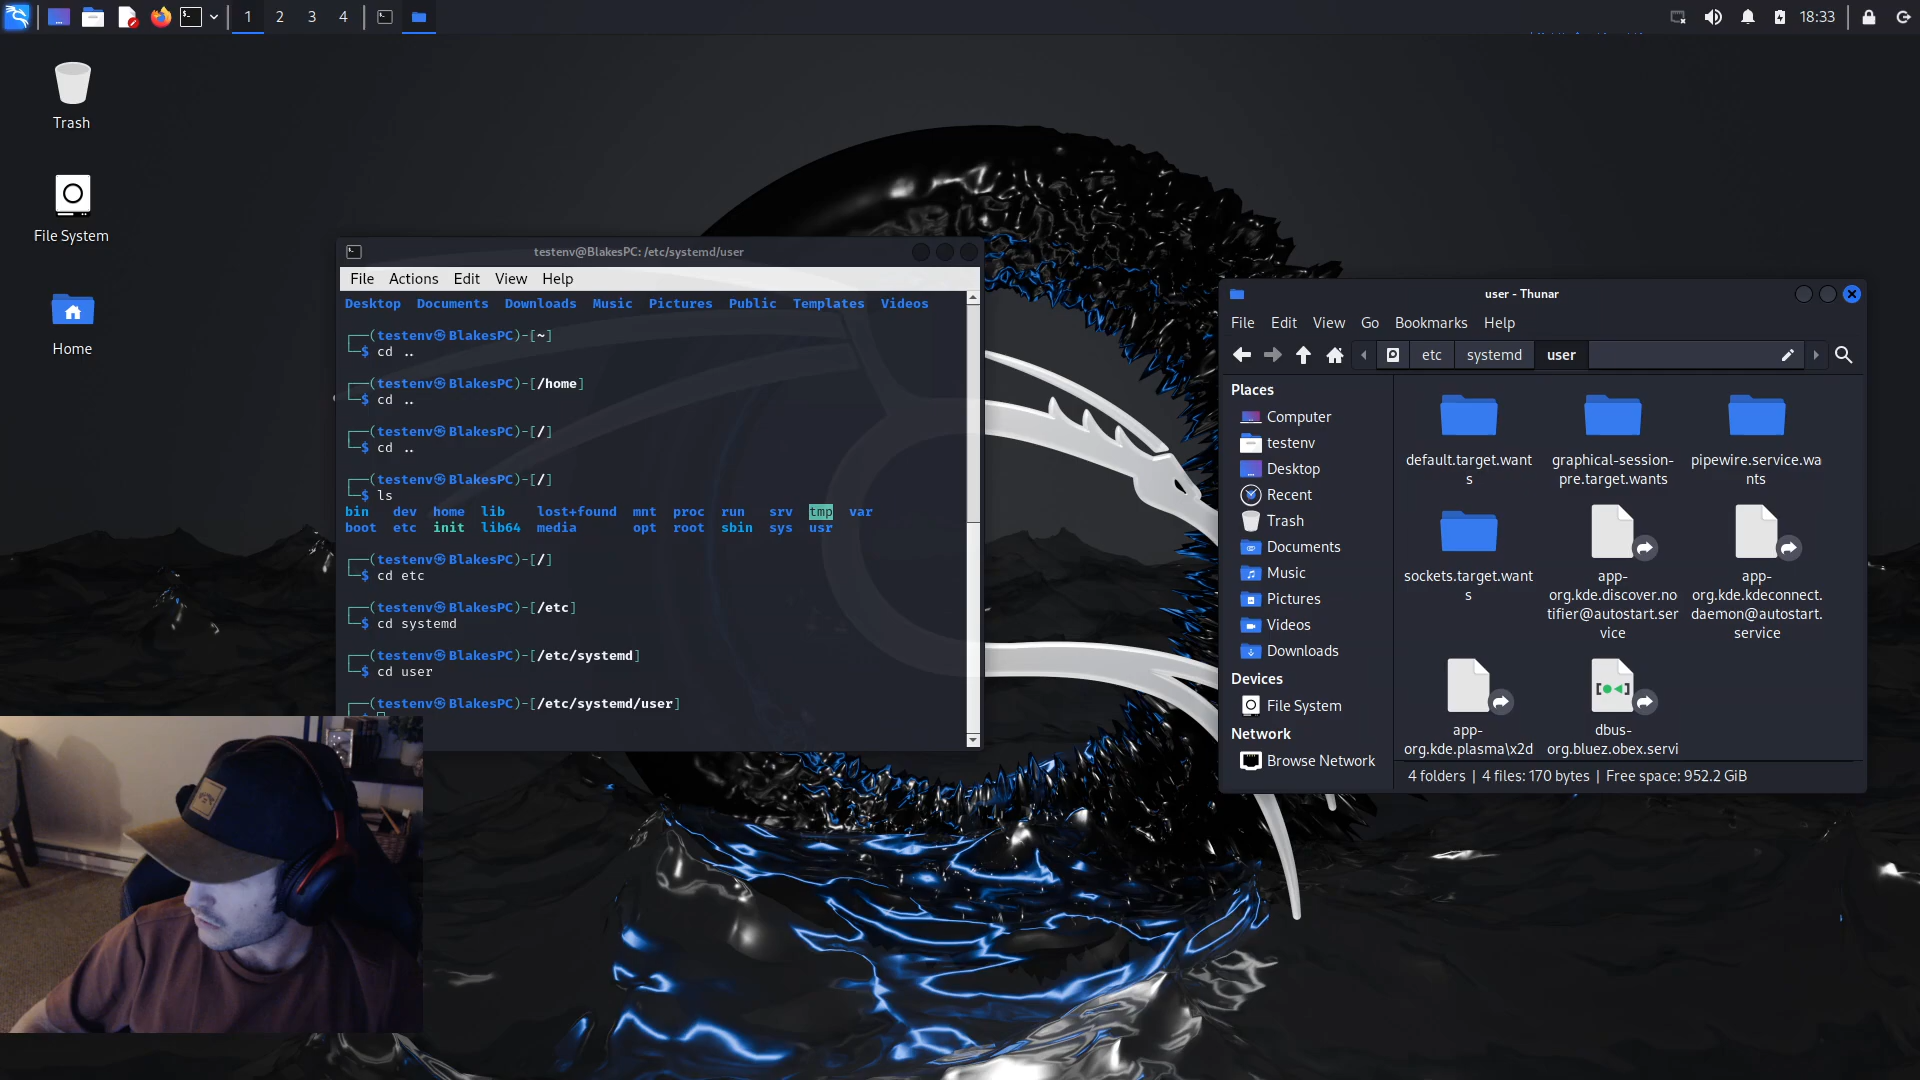 1 2 3 4
18:33
Trash
File System
Home
testenv@BlakesPC: /etc/systemd/user
File Actions Edit View Help
Desktop Documents Downloads Music Pictures Public Templates Videos
┌──(testenv㉿BlakesPC)-[~]
└─$ cd ..
┌──(testenv㉿BlakesPC)-[/home]
└─$ cd ..
┌──(testenv㉿BlakesPC)-[/]
└─$ cd ..
┌──(testenv㉿BlakesPC)-[/]
└─$ ls
bin dev home lib lost+found mnt proc run srv tmp var
boot etc init lib64 media opt root sbin sys usr
┌──(testenv㉿BlakesPC)-[/]
└─$ cd etc
┌──(testenv㉿BlakesPC)-[/etc]
└─$ cd systemd
┌──(testenv㉿BlakesPC)-[/etc/systemd]
└─$ cd user
┌──(testenv㉿BlakesPC)-[/etc/systemd/user]
user - Thunar
File Edit View Go Bookmarks Help
etc systemd user
Places
Computer
testenv
Desktop
Recent
Trash
Documents
Music
Pictures
Videos
Downloads
Devices
File System
Network
Browse Network
default.target.want
s
graphical-session-
pre.target.wants
pipewire.service.wa
nts
sockets.target.want
s
app-
org.kde.discover.no
tifier@autostart.ser
vice
app-
org.kde.kdeconnect.
daemon@autostart.
service
app-
org.kde.plasma\x2d
dbus-
org.bluez.obex.servi
4 folders | 4 files: 170 bytes | Free space: 952.2 GiB